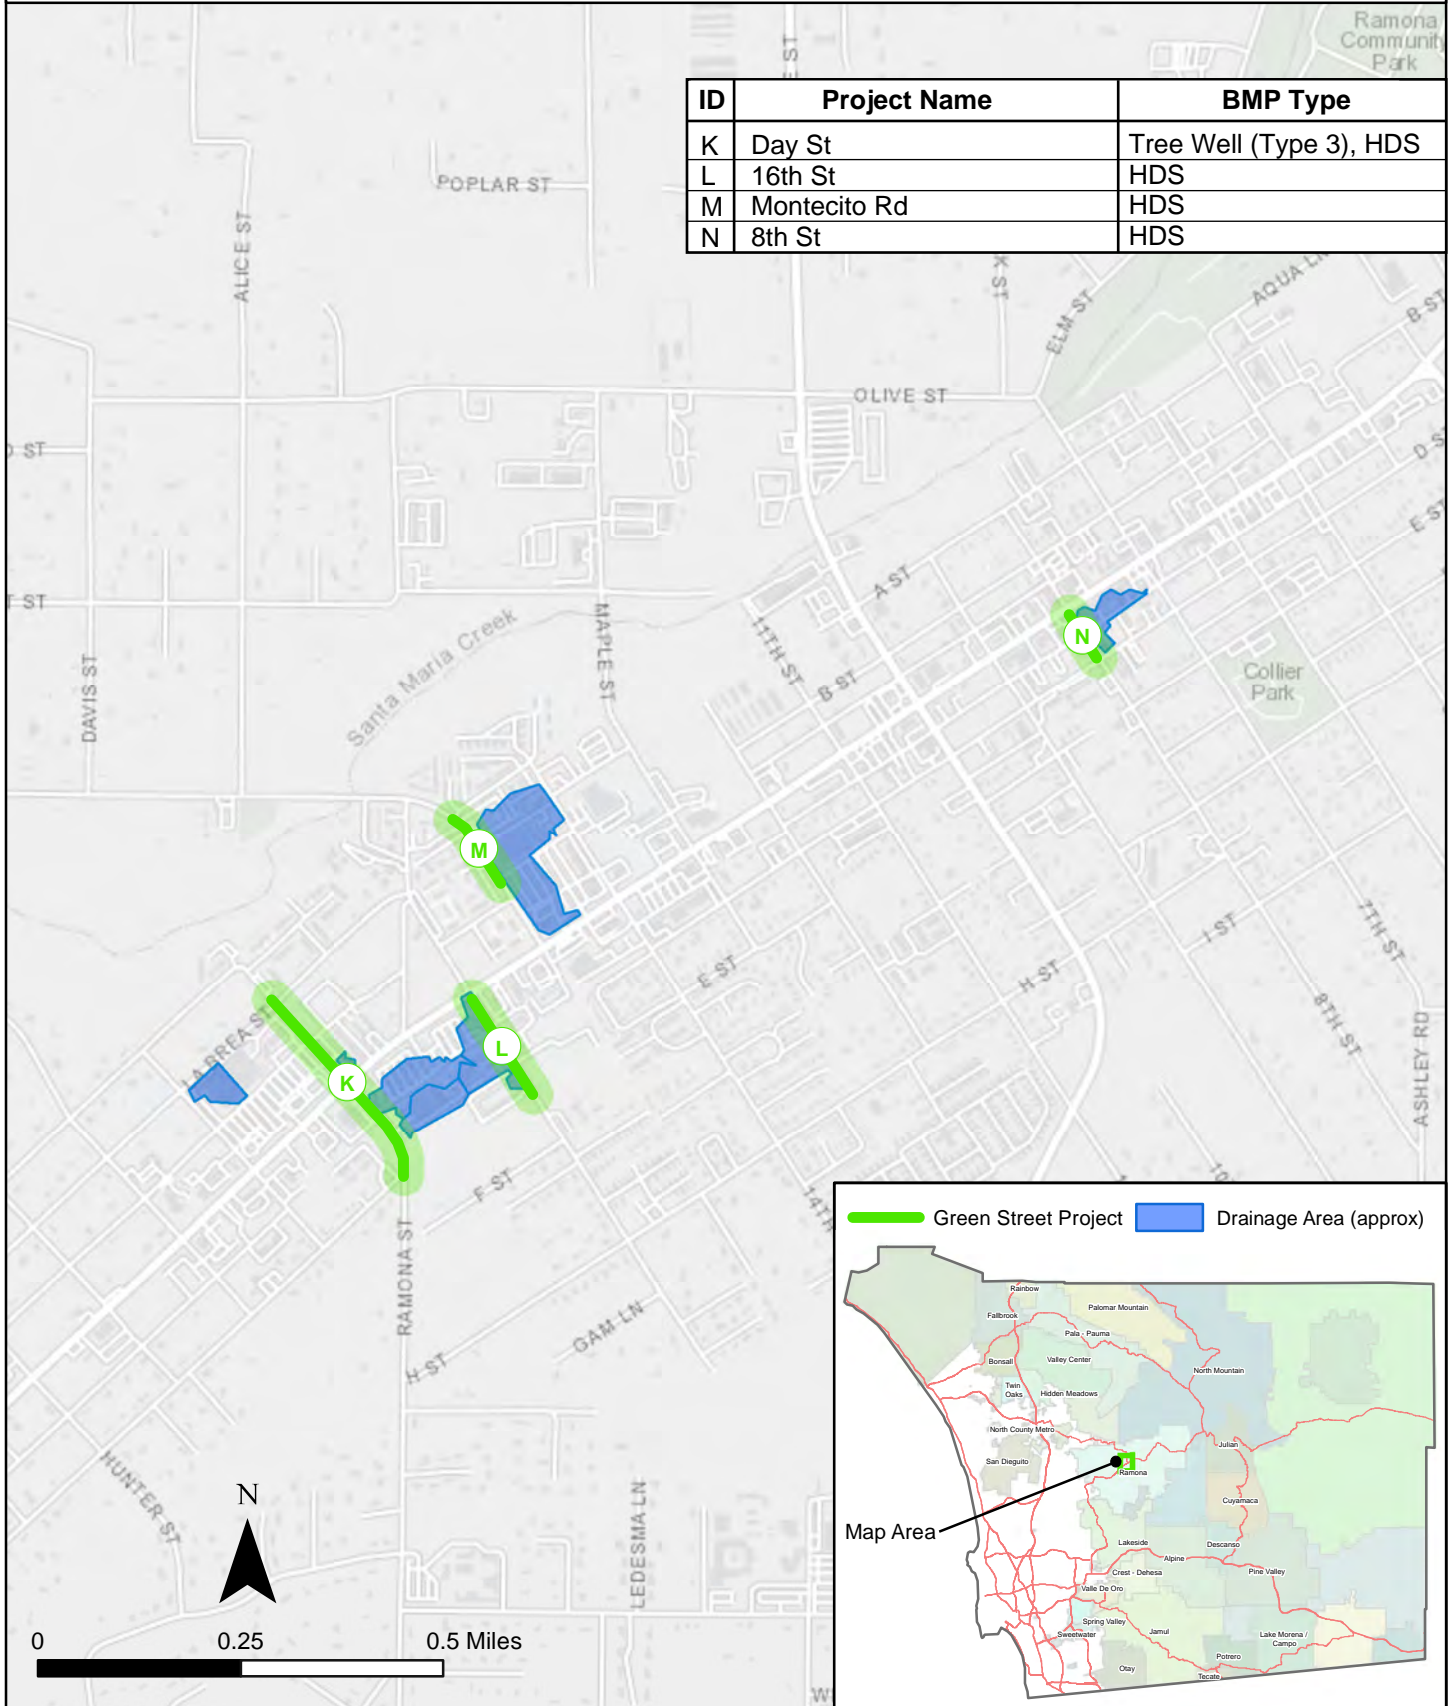 Ramona
Community
Park
ID Project Name BMP Type
K Day St Tree Well (Type 3), HDS
L 16th St HDS
M Montecito Rd HDS
N 8th St HDS
E ST
POPLAR ST
ALICE ST
K ST
ELM ST
AQUA LN
B ST
OLIVE ST
D ST
E ST
ST
T ST
A ST
Santa Maria Creek
MAPLE ST
11TH ST
B ST
N
Collier
Park
DAVIS ST
M
7TH ST
I ST
H ST
E ST
8TH ST
LA BREA ST
L
K
ASHLEY RD
F ST
14TH
10
RAMONA ST
GAM LN
H ST
HUNTER ST
LEDESMA LN
N
0 0.25 0.5 Miles
Green Street Project Drainage Area (approx)
Rainbow
Fallbrook
Palomar Mountain
Pala - Pauma
Bonsall
Valley Center
North Mountain
Twin
Oaks
Hidden Meadows
North County Metro
Julian
San Dieguito
Ramona
Cuyamaca
Map Area
Lakeside
Descanso
Alpine
Crest - Dehesa
Pine Valley
Valle De Oro
Spring Valley
Sweetwater
Jamul
Lake Morena /
Campo
Potrero
Otay
Tecate